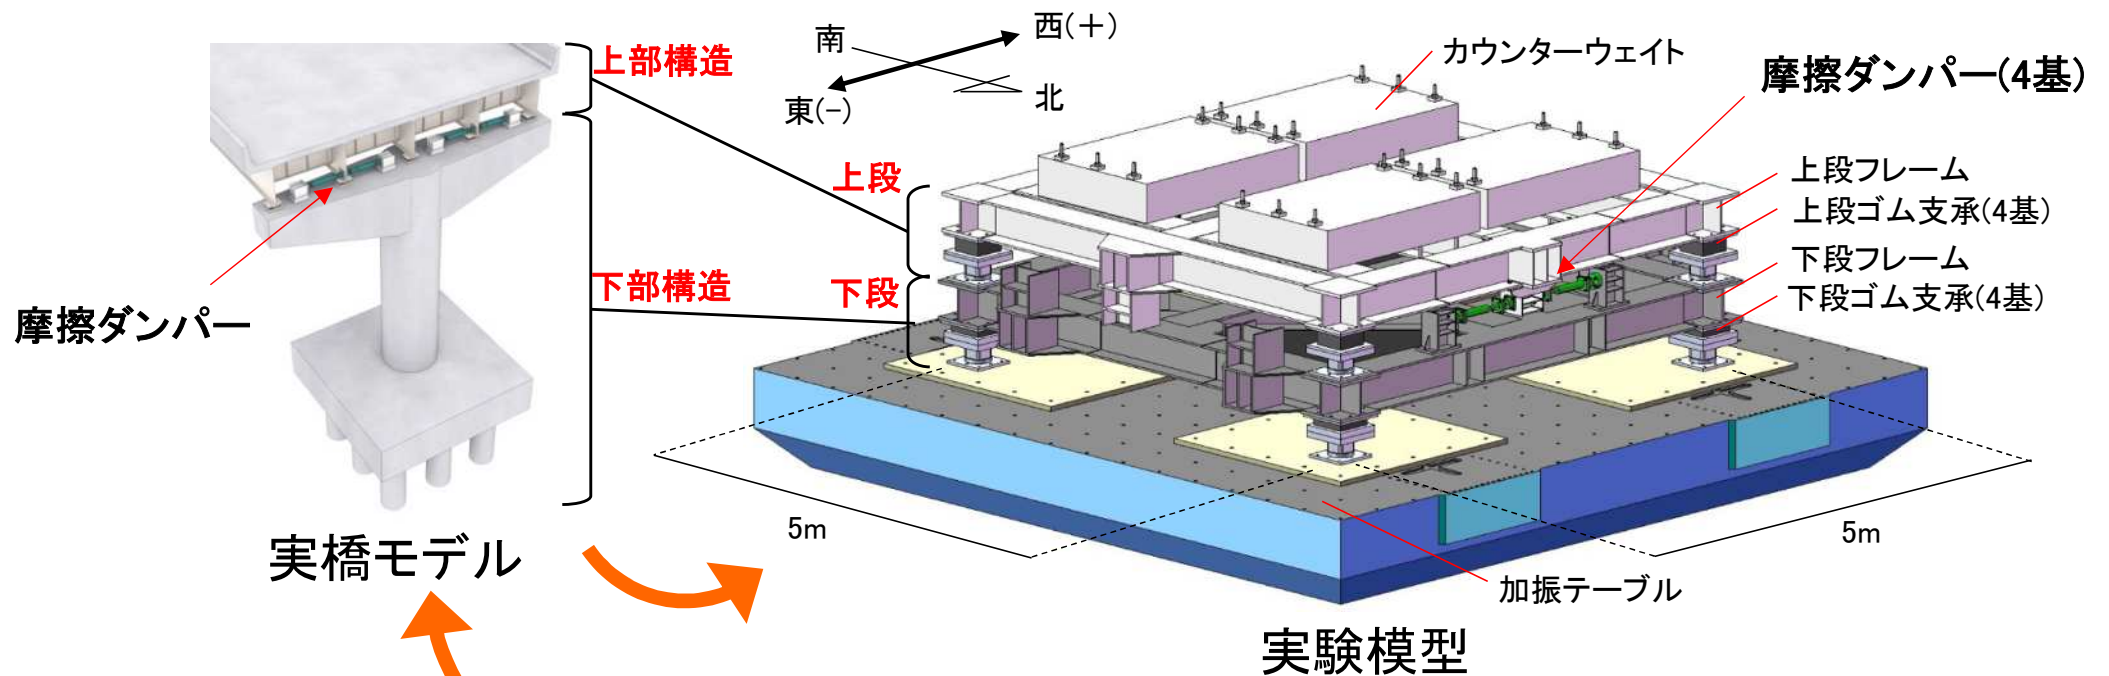 上部構造
下部構造
摩擦ダンパー
実橋モデル
南
西(+)
東(-)
北
カウンターウェイト
摩擦ダンパー(4基)
上段
下段
上段フレーム
上段ゴム支承(4基)
下段フレーム
下段ゴム支承(4基)
5m
5m
加振テーブル
実験模型